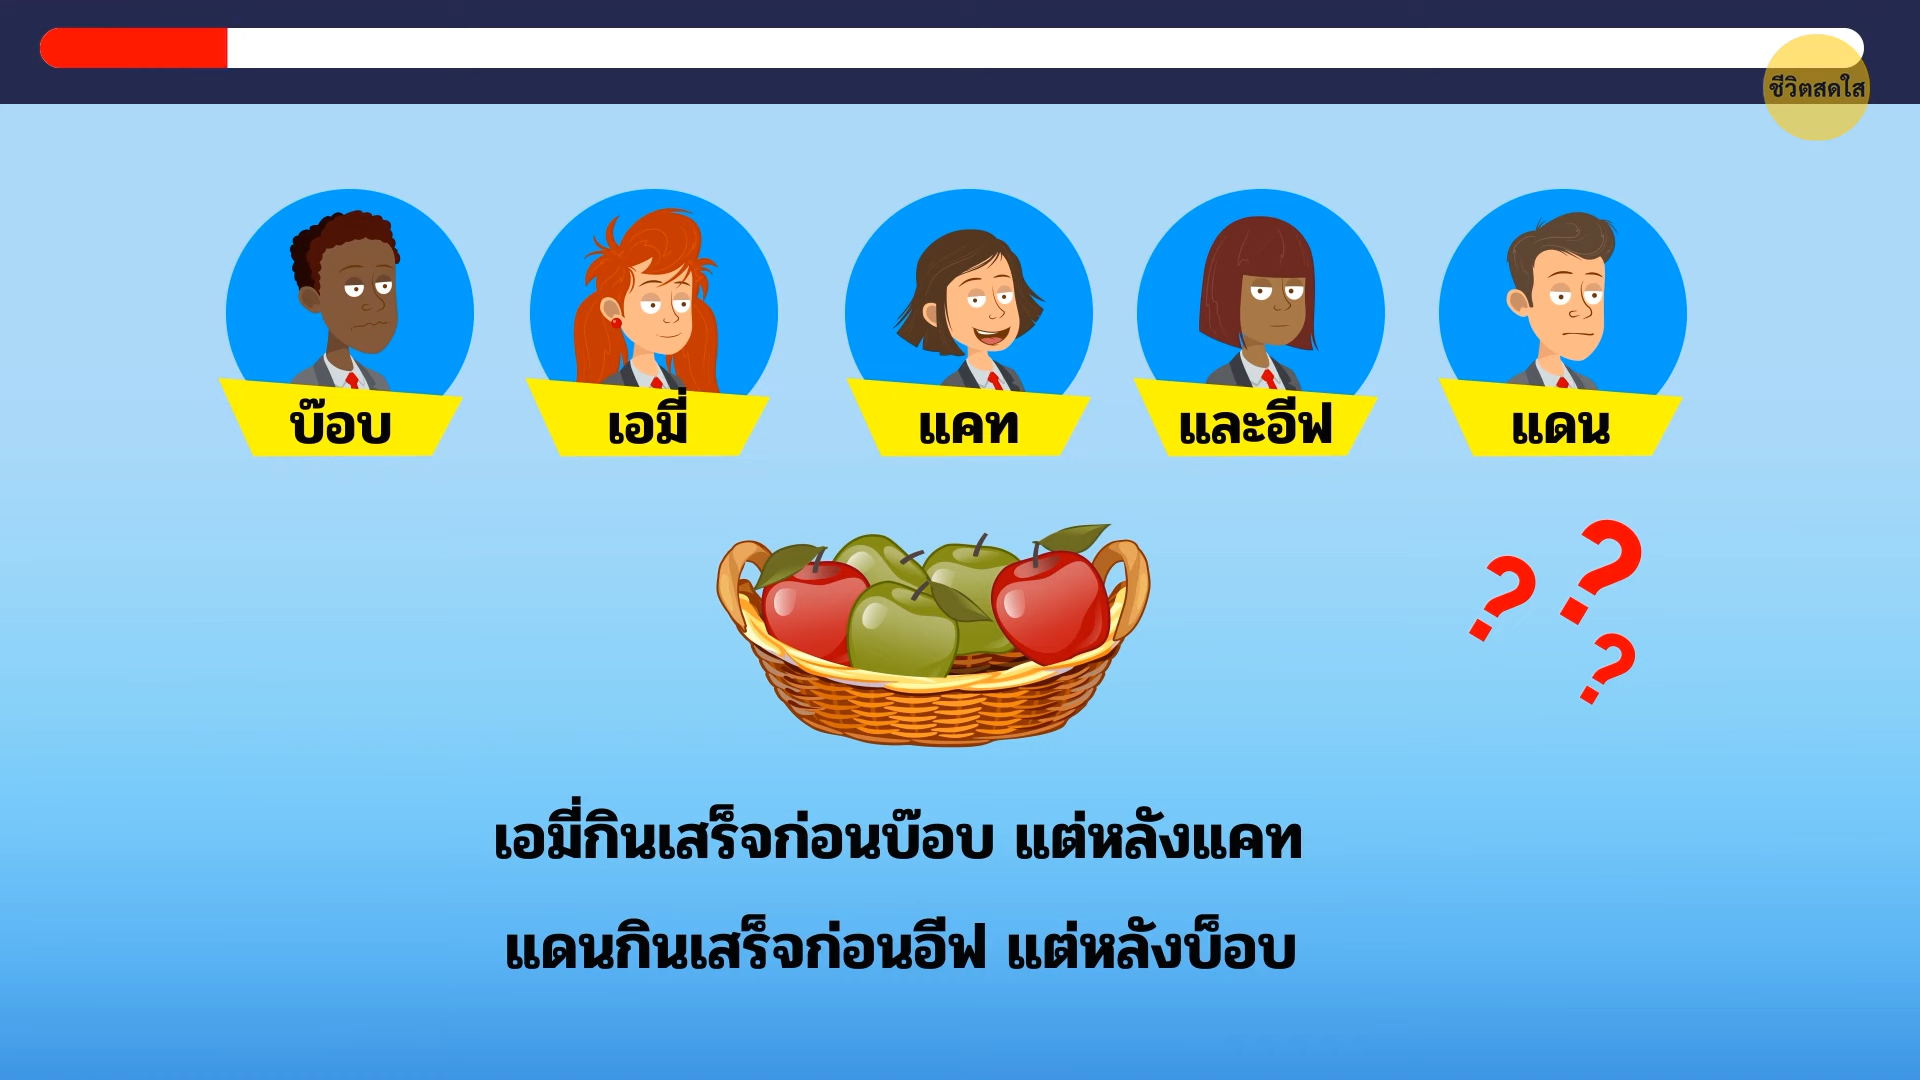 ชีวิตสดใส
บ๊อบ
เอมี่
แคท
และอีฟ
แดน
? ? ?
เอมี่กินเสร็จก่อนบ๊อบ แต่หลังแคท
แดนกินเสร็จก่อนอีฟ แต่หลังบ็อบ